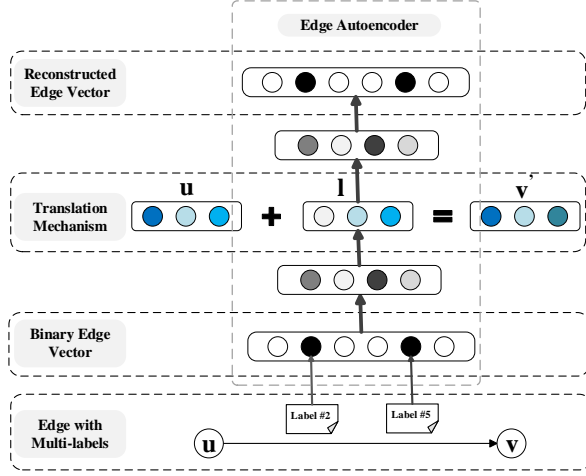 Edge Autoencoder
Reconstructed
Edge Vector
u
l
v'
Translation
Mechanism
+
=
Binary Edge
Vector
Label #2
Label #5
Edge with
Multi-labels
u
v